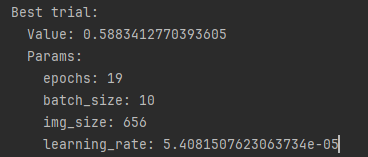 Best trial:
Value: 0.5883412770393605
Params:
epochs: 19
batch_size: 10
img_size: 656
learning_rate: 5.4081507623063734e-05